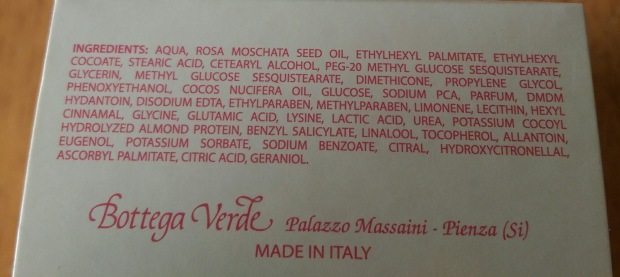 INGREDIENTS: AQUA, ROSA MOSCHATA SEED OIL, ETHYLHEXYL PALMITATE, ETHYLHEXYL
COCOATE, STEARIC ACID, CETEARYL ALCOHOL, PEG-20 METHYL GLUCOSE SESQUISTEARATE,
GLYCERIN, METHYL GLUCOSE SESQUISTEARATE, DIMETHICONE, PROPYLENE GLYCOL,
PHENOXYETHANOL, COCOS NUCIFERA OIL, GLUCOSE, SODIUM PCA, PARFUM, DMDM
HYDANTOIN, DISODIUM EDTA, ETHYLPARABEN, METHYLPARABEN, LIMONENE, LECITHIN, HEXYL
CINNAMAL, GLYCINE, GLUTAMIC ACID, LYSINE, LACTIC ACID, UREA, POTASSIUM COCOYL
HYDROLYZED ALMOND PROTEIN, BENZYL SALICYLATE, LINALOOL, TOCOPHEROL, ALLANTOIN,
EUGENOL, POTASSIUM SORBATE, SODIUM BENZOATE, CITRAL, HYDROXYCITRONELLAL,
ASCORBYL PALMITATE, CITRIC ACID, GERANIOL.
Bottega Verde Palazzo Massaini - Pienza (Si)
MADE IN ITALY